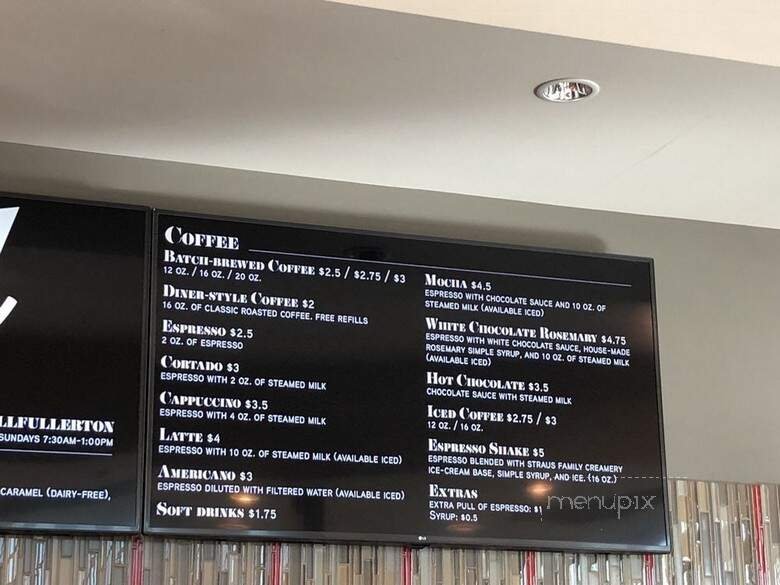 LLFULLERTON
SUNDAYS 7:30AM-1:00PM
CARAMEL (DAIRY-FREE),
COFFEE
BATCH-BREWED COFFEE $2.5 / $2.75 / $3
12 OZ. / 16 OZ. / 20 OZ.
DINER-STYLE COFFEE $2
16 OZ. OF CLASSIC ROASTED COFFEE. FREE REFILLS
ESPRESSO $2.5
2 OZ. OF ESPRESSO
CORTADO $3
ESPRESSO WITH 2 OZ. OF STEAMED MILK
CAPPUCCINO $3.5
ESPRESSO WITH 4 OZ. OF STEAMED MILK
LATTE $4
ESPRESSO WITH 10 OZ. OF STEAMED MILK (AVAILABLE ICED)
AMERICANO $3
ESPRESSO DILUTED WITH FILTERED WATER (AVAILABLE ICED)
SOFT DRINKS $1.75
MOCHA $4.5
ESPRESSO WITH CHOCOLATE SAUCE AND 10 OZ. OF
STEAMED MILK (AVAILABLE ICED)
WHITE CHOCOLATE ROSEMARY $4.75
ESPRESSO WITH WHITE CHOCOLATE SAUCE, HOUSE-MADE
ROSEMARY SIMPLE SYRUP, AND 10 OZ. OF STEAMED MILK
(AVAILABLE ICED)
HOT CHOCOLATE $3.5
CHOCOLATE SAUCE WITH STEAMED MILK
ICED COFFEE $2.75 / $3
12 OZ. / 16 OZ.
ESPRESSO SHAKE $5
ESPRESSO BLENDED WITH STRAUS FAMILY CREAMERY
ICE-CREAM BASE, SIMPLE SYRUP, AND ICE. (16 OZ.)
EXTRAS
EXTRA PULL OF ESPRESSO: $1
SYRUP: $0.5
menupix
LG